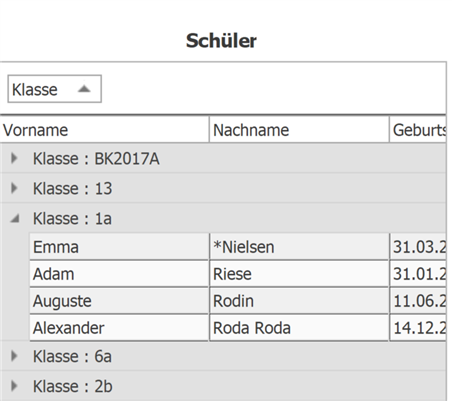 Schüler
Klasse
Vorname Nachname Geburts
Klasse : BK2017A
Klasse : 13
Klasse : 1a
Emma *Nielsen 31.03.2
Adam Riese 31.01.2
Auguste Rodin 11.06.2
Alexander Roda Roda 14.12.2
Klasse : 6a
Klasse : 2b